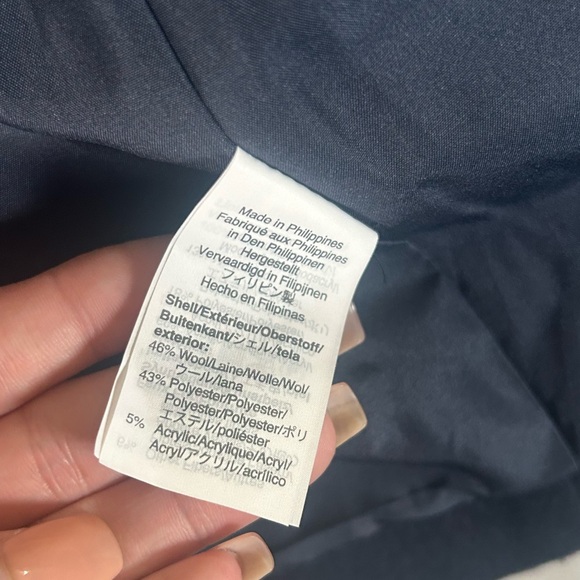 Made in Philippines
Fabriqué aux Philippines
in Den Philippinen
Hergestelt
Vervaardigd in Filipijnen
フィリピン製
Hecho en Filipinas
Shell/Extérieur/Oberstoff/
Buitenkant/シェル/tela
exterior:
46% Wool/Laine/Wolle/Wol/
ウール/lana
43% Polyester/Polyester/
Polyester/Polyester/ポリ
エステル/poliéster
5% Acrylic/Acrylique/Acryl/
Acryl/アクリル/acrílico